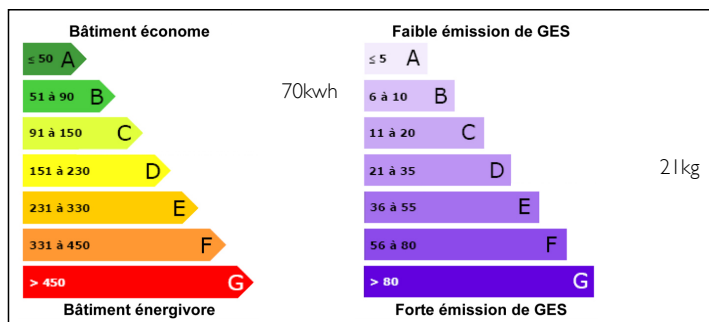 Bâtiment économe
≤ 50 A
51 à 90 B
91 à 150 C
151 à 230 D
231 à 330 E
331 à 450 F
> 450 G
Bâtiment énergivore
70kwh
Faible émission de GES
≤ 5 A
6 à 10 B
11 à 20 C
21 à 35 D
36 à 55 E
56 à 80 F
> 80 G
Forte émission de GES
21kg